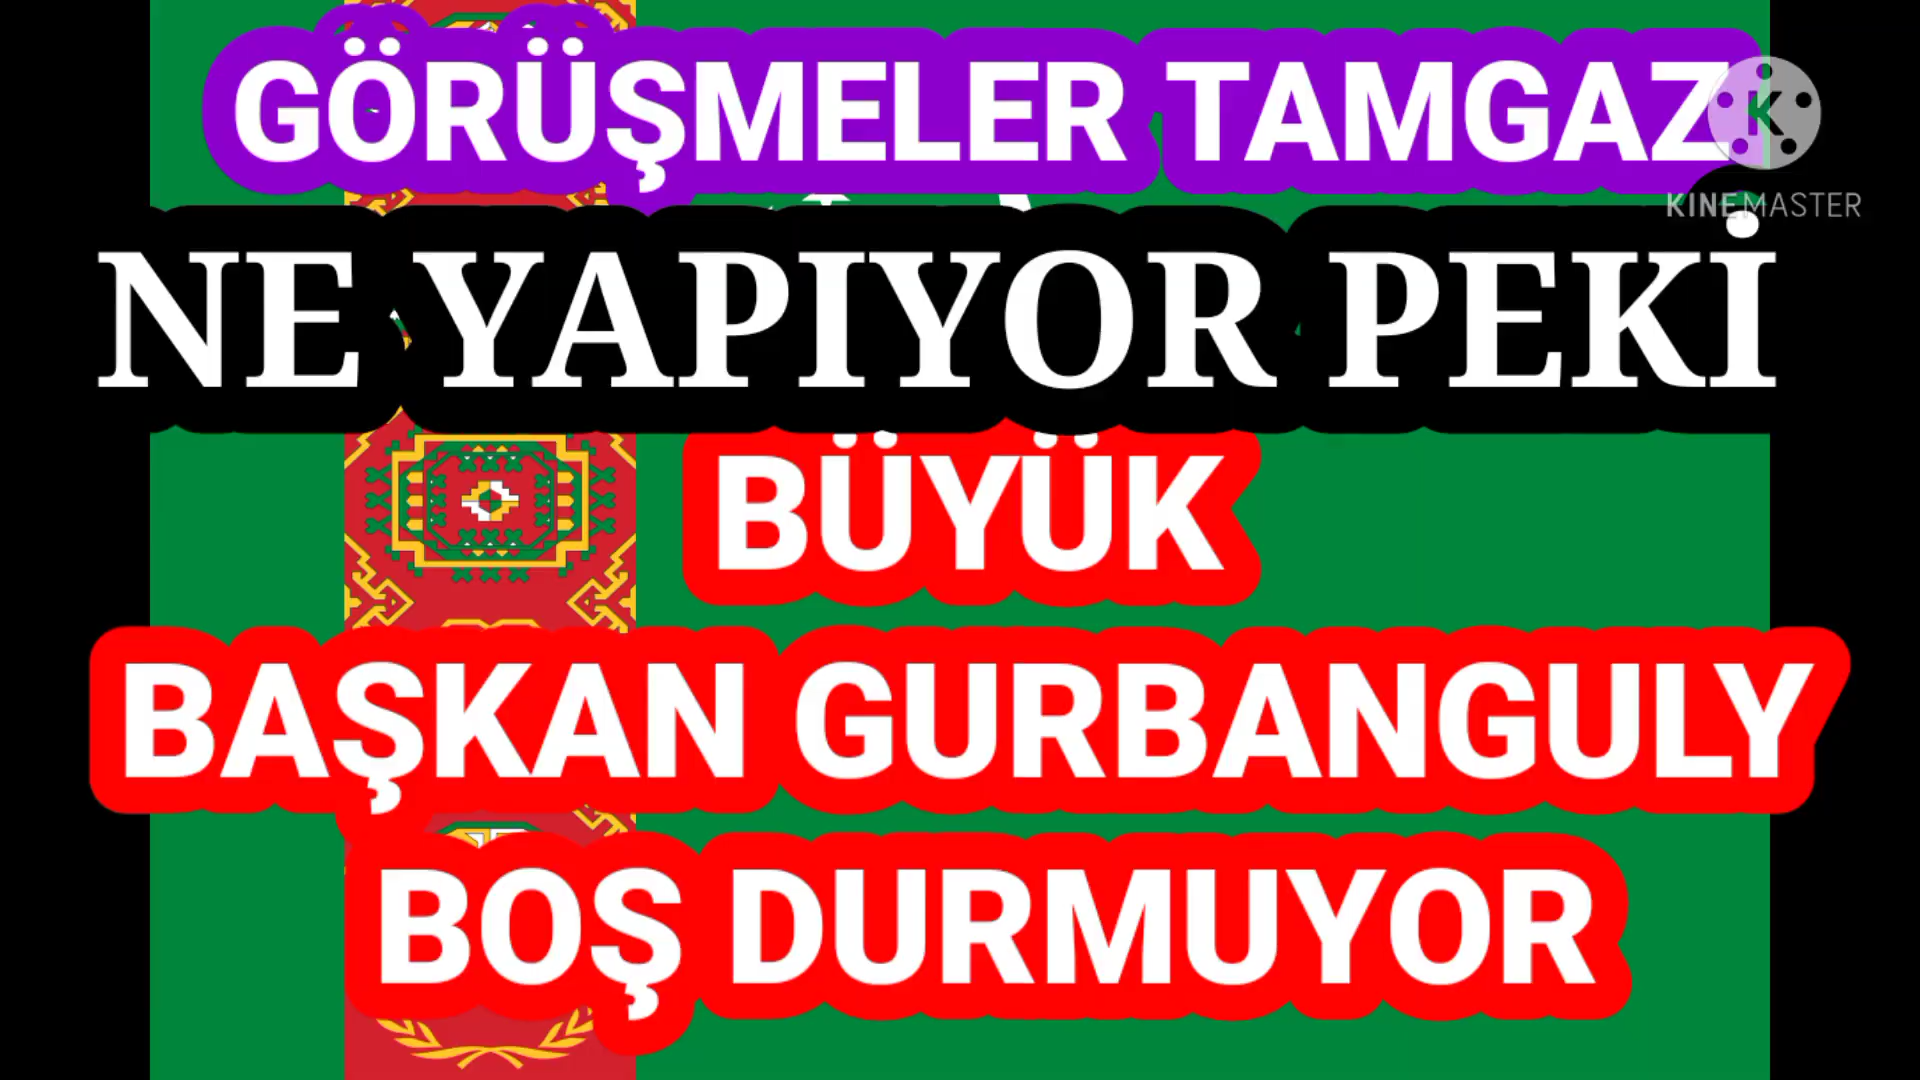 GÖRÜŞMELER TAMGAZ
K
KINEMASTER
NE YAPIYOR PEKİ
BÜYÜK
BAŞKAN GURBANGULY
BOŞ DURMUYOR